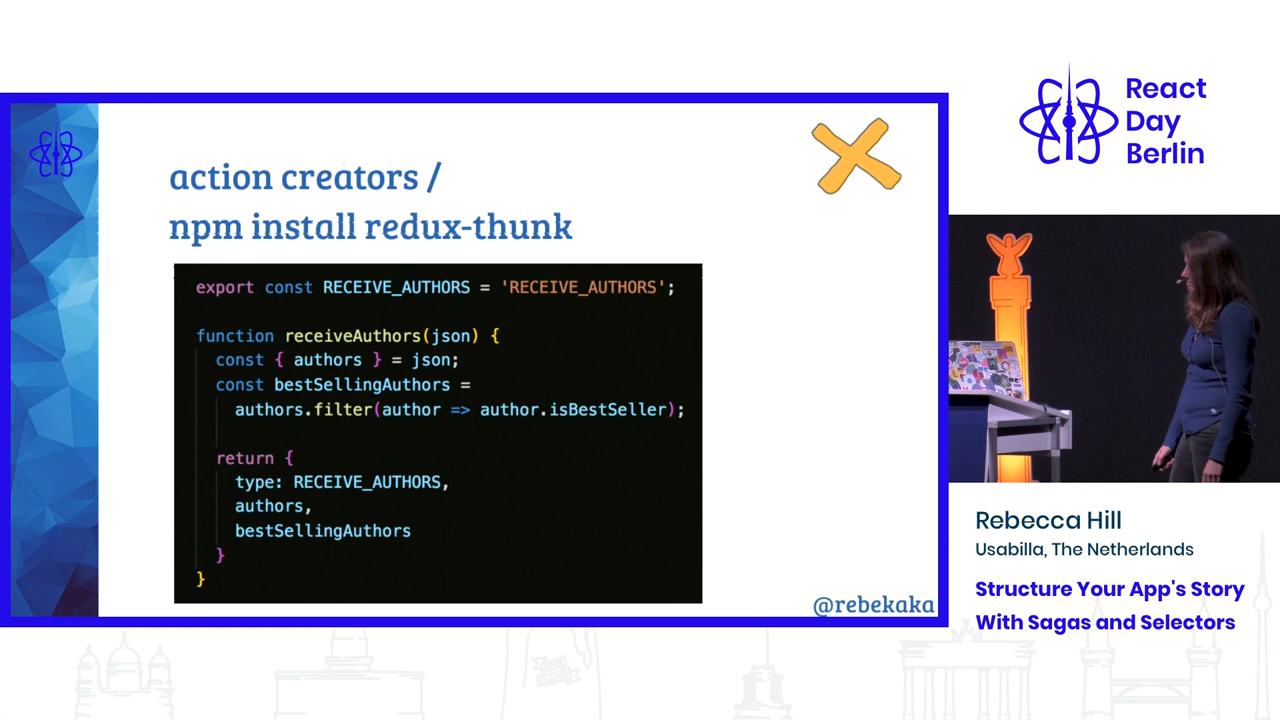 action creators /
npm install redux-thunk
export const RECEIVE_AUTHORS = 'RECEIVE_AUTHORS';
function receiveAuthors(json) {
const { authors } = json;
const bestSellingAuthors =
authors.filter(author => author.isBestSeller);
return {
type: RECEIVE_AUTHORS,
authors,
bestSellingAuthors
}
}
@rebekaka
React
Day
Berlin
Rebecca Hill
Usabilla, The Netherlands
Structure Your App's Story
With Sagas and Selectors